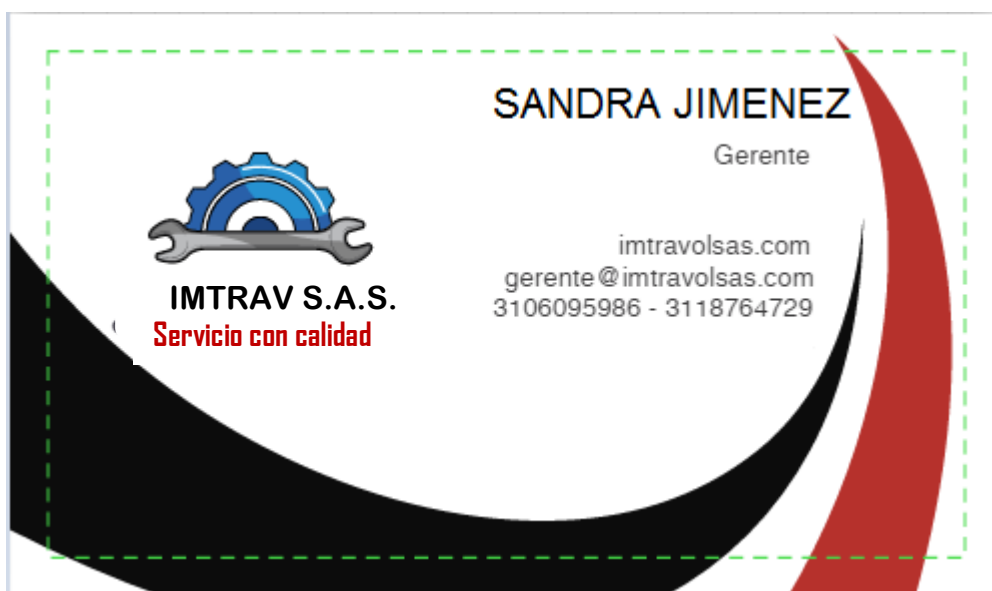 SANDRA JIMENEZ
Gerente
imtravolsas.com
gerente@imtravolsas.com
3106095986 - 3118764729
IMTRAV S.A.S.
Servicio con calidad